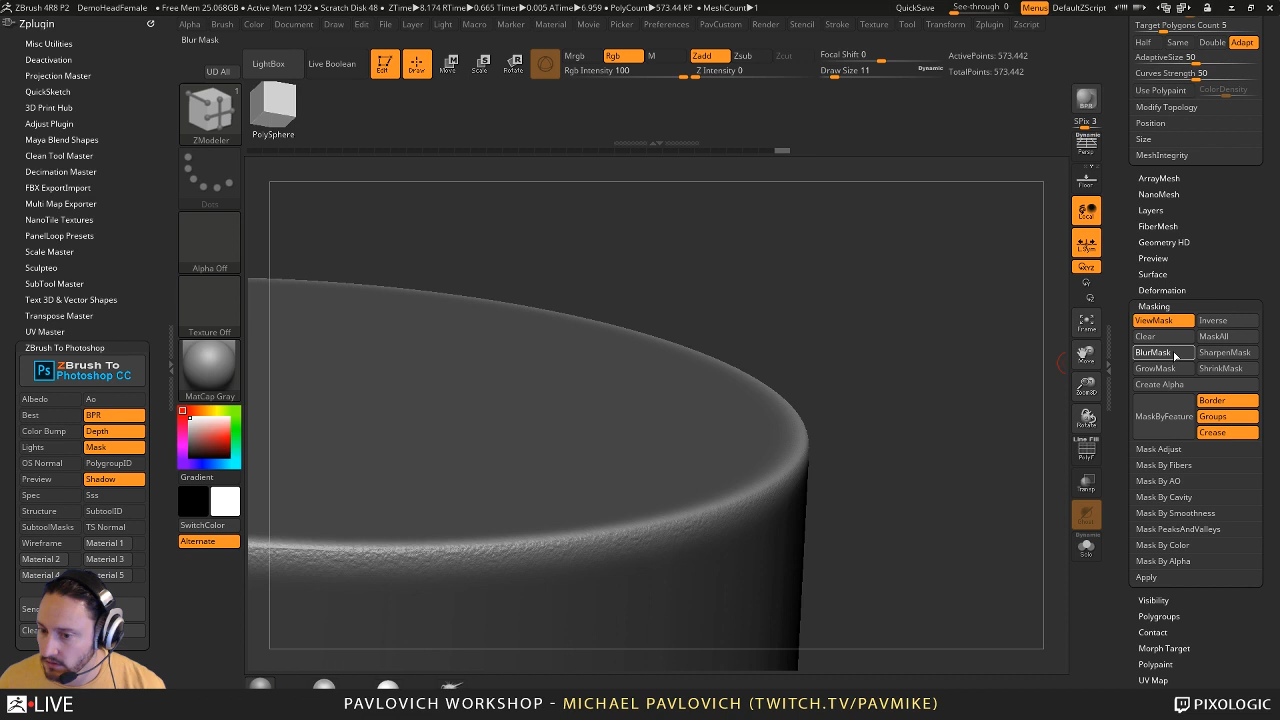 ZBrush 4R8 P2 DemoHeadFemale • Free Mem 25.068GB • Active Mem 1292 • Scratch Disk 48 • ZTime▶8.174 RTime▶0.665 Timer▶0.005 ATime▶6.959 • PolyCount▶573.44 KP • MeshCount▶1 QuickSave See-through 0 Menus DefaultZScript
Zplugin
Alpha Brush Color Document Draw Edit File Layer Light Macro Marker Material Movie Picker Preferences PavCustom Render Stencil Stroke Texture Tool Transform Zplugin Zscript
Blur Mask
UD All
LightBox
Live Boolean
Edit
Draw
Move
Scale
Rotate
Mrgb
Rgb
M
Rgb Intensity 100
Zadd
Zsub
Zcut
Z Intensity 0
Focal Shift 0
Draw Size 11
Dynamic
ActivePoints: 573,442
TotalPoints: 573,442
Misc Utilities
Deactivation
Projection Master
QuickSketch
3D Print Hub
Adjust Plugin
Maya Blend Shapes
Clean Tool Master
Decimation Master
FBX ExportImport
Multi Map Exporter
NanoTile Textures
PanelLoop Presets
Scale Master
Sculpteo
SubTool Master
Text 3D & Vector Shapes
Transpose Master
UV Master
ZBrush To Photoshop
Ps ZBRUSH TO
Photoshop CC
Albedo Ao
Best BPR
Color Bump Depth
Lights Mask
OS Normal PolygroupID
Preview Shadow
Spec Sss
Structure SubtoolID
SubtoolMasks TS Normal
Wireframe Material 1
Material 2 Material 3
Material 4 Material 5
1
ZModeler
PolySphere
Dots
Alpha Off
Texture Off
MatCap Gray
Gradient
SwitchColor
Alternate
BPR
SPix 3
Dynamic
Persp
Floor
Local
L.Sym
Frame
Move
Zoom3D
Rotate
Line Fill
PolyF
Transp
Ghost
Solo
Target Polygons Count 5
Half Same Double Adapt
AdaptiveSize 50
Curves Strength 50
Use Polypaint ColorDensity
Modify Topology
Position
Size
MeshIntegrity
ArrayMesh
NanoMesh
Layers
FiberMesh
Geometry HD
Preview
Surface
Deformation
Masking
ViewMask Inverse
Clear MaskAll
BlurMask SharpenMask
GrowMask ShrinkMask
Create Alpha
MaskByFeature
Border
Groups
Crease
Mask Adjust
Mask By Fibers
Mask By AO
Mask By Cavity
Mask By Smoothness
Mask PeaksAndValleys
Mask By Color
Mask By Alpha
Apply
Visibility
Polygroups
Contact
Morph Target
Polypaint
UV Map
LIVE
PAVLOVICH WORKSHOP - MICHAEL PAVLOVICH (TWITCH.TV/PAVMIKE)
PIXOLOGIC